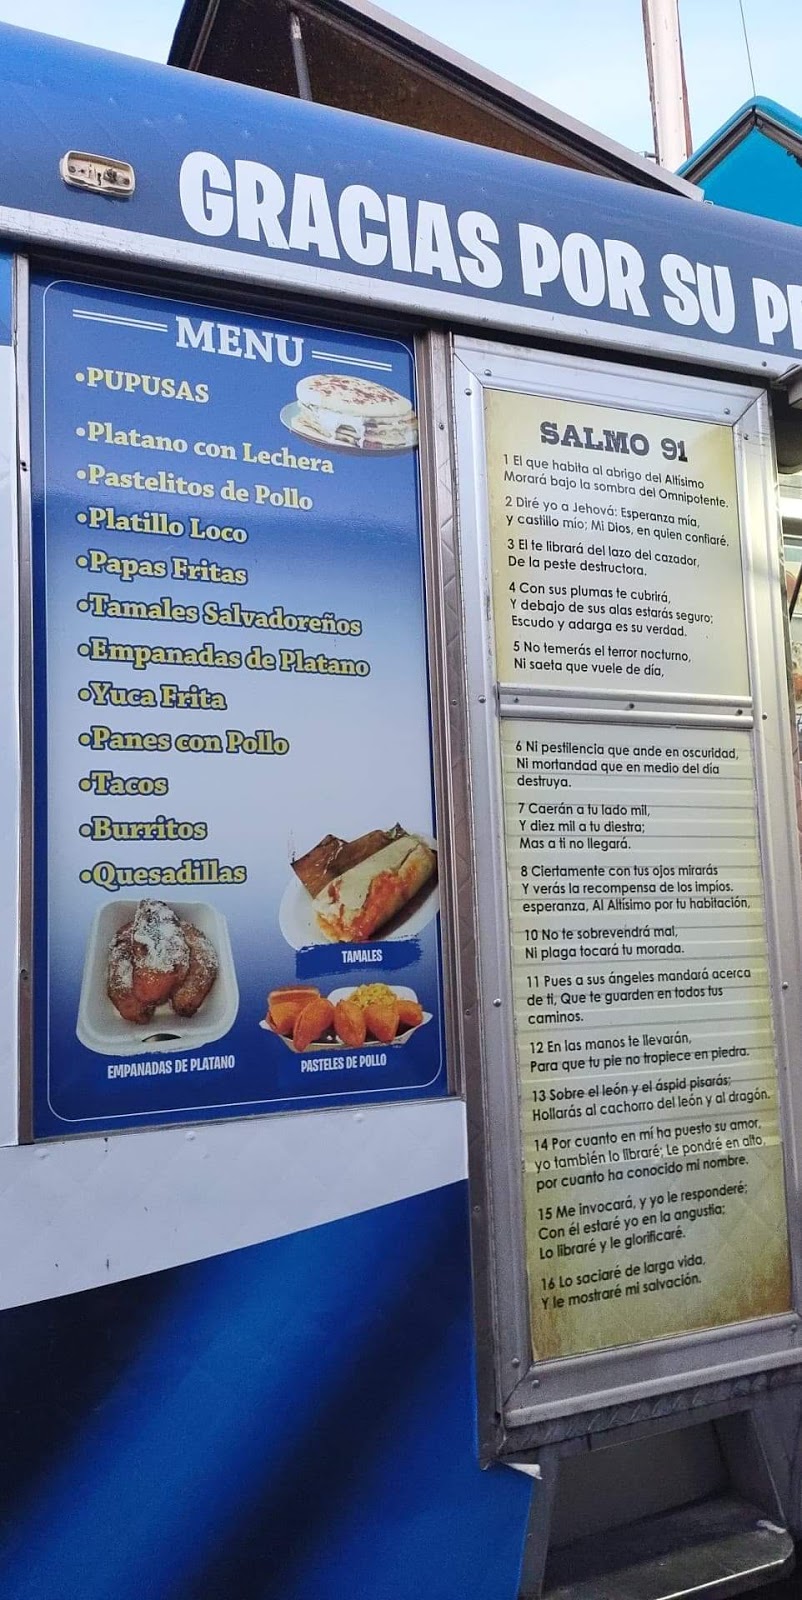 GRACIAS POR SU
MENU
•PUPUSAS
•Platano con Lechera
•Pastelitos de Pollo
•Platillo Loco
•Papas Fritas
•Tamales Salvadoreños
•Empanadas de Platano
•Yuca Frita
•Panes con Pollo
•Tacos
•Burritos
•Quesadillas
TAMALES
EMPANADAS DE PLATANO
PASTELES DE POLLO
SALMO 91
1 El que habita al abrigo del Altísimo
Morará bajo la sombra del Omnipotente.
2 Diré yo a Jehová: Esperanza mía,
y castillo mío; Mi Dios, en quien confiaré.
3 El te librará del lazo del cazador,
De la peste destructora.
4 Con sus plumas te cubrirá,
Y debajo de sus alas estarás seguro;
Escudo y adarga es su verdad.
5 No temerás el terror nocturno,
Ni saeta que vuele de día,
6 Ni pestilencia que ande en oscuridad,
Ni mortandad que en medio del día
destruya.
7 Caerán a tu lado mil,
Y diez mil a tu diestra;
Mas a ti no llegará.
8 Ciertamente con tus ojos mirarás
Y verás la recompensa de los impíos.
esperanza, Al Altísimo por tu habitación,
10 No te sobrevendrá mal,
Ni plaga tocará tu morada.
11 Pues a sus ángeles mandará acerca
de ti, Que te guarden en todos tus
caminos.
12 En las manos te llevarán,
Para que tu pie no tropiece en piedra.
13 Sobre el león y el áspid pisarás;
Hollarás al cachorro del león y al dragón.
14 Por cuanto en mí ha puesto su amor,
yo también lo libraré; Le pondré en alto,
por cuanto ha conocido mi nombre.
15 Me invocará, y yo le responderé;
Con él estaré yo en la angustia;
Lo libraré y le glorificaré.
16 Lo saciaré de larga vida,
Y le mostraré mi salvación.